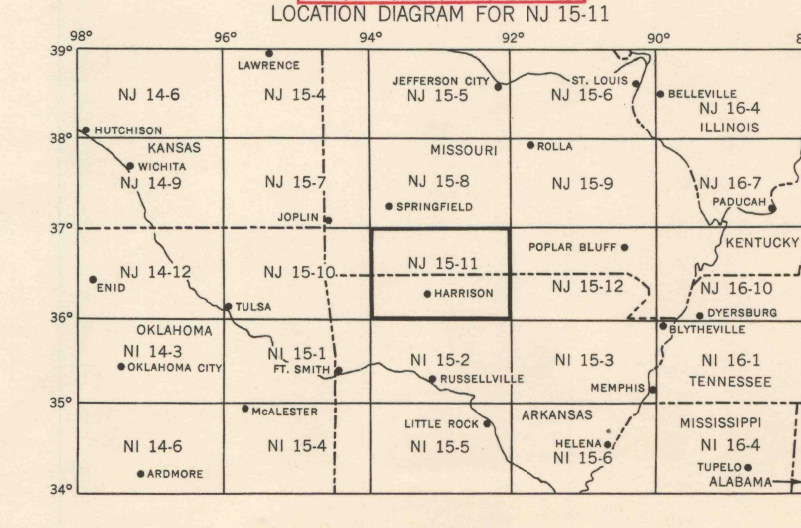 LOCATION DIAGRAM FOR NJ 15-11
98° 96° 94° 92° 90°
39°
LAWRENCE
JEFFERSON CITY
ST. LOUIS
BELLEVILLE
NJ 14-6 NJ 15-4 NJ 15-5 NJ 15-6 NJ 16-4
ILLINOIS
38°
HUTCHISON
KANSAS MISSOURI
ROLLA
WICHITA
NJ 14-9 NJ 15-7 NJ 15-8 NJ 15-9 NJ 16-7
SPRINGFIELD
PADUCAH
JOPLIN
37°
POPLAR BLUFF
KENTUCKY
NJ 14-12 NJ 15-10 NJ 15-11 NJ 15-12 NJ 16-10
ENID
HARRISON
TULSA
DYERSBURG
36°
BLYTHEVILLE
OKLAHOMA
NI 14-3 NI 15-1 NI 15-2 NI 15-3 NI 16-1
OKLAHOMA CITY
FT. SMITH
RUSSELLVILLE
TENNESSEE
MEMPHIS
35°
McALESTER
ARKANSAS
MISSISSIPPI
LITTLE ROCK
HELENA
NI 14-6 NI 15-4 NI 15-5 NI 15-6 NI 16-4
ARDMORE
TUPELO
ALABAMA
34°